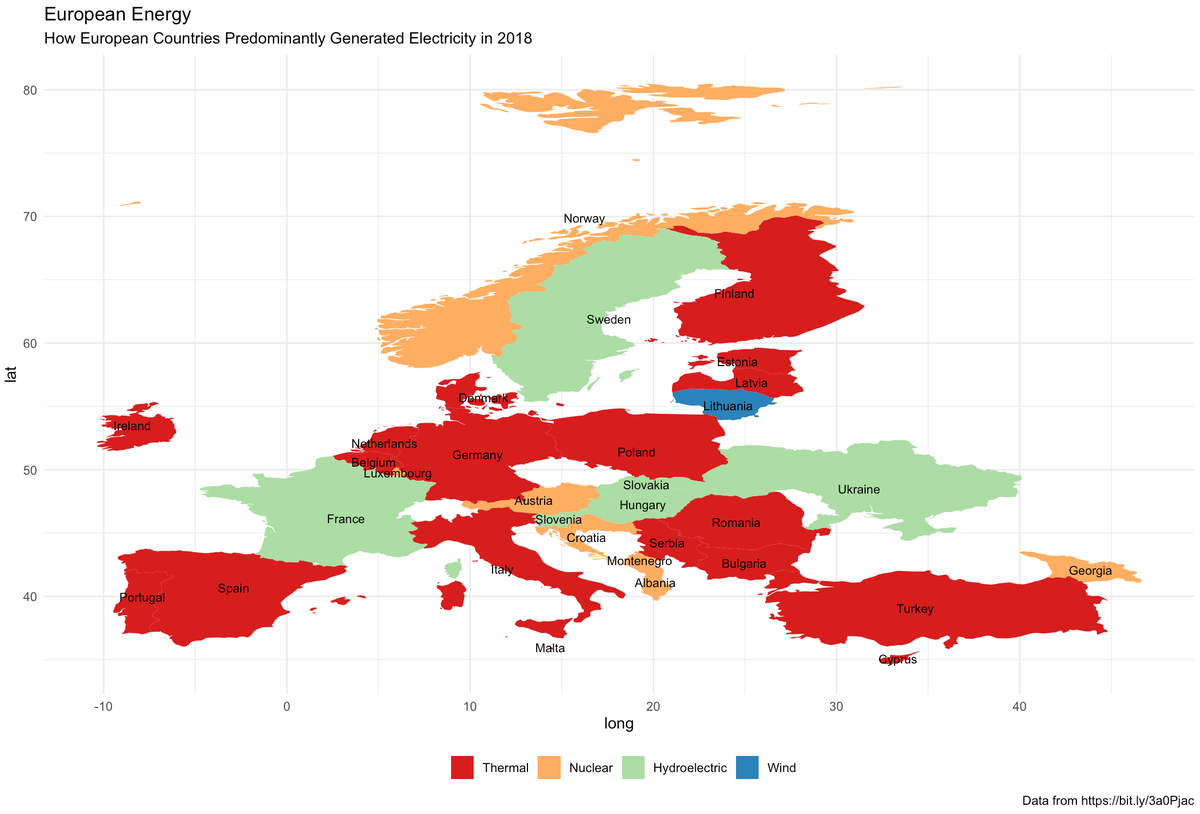 European Energy
How European Countries Predominantly Generated Electricity in 2018
80
70
60
50
40
lat
Norway
Finland
Sweden
Estonia
Latvia
Denmark
Lithuania
Ireland
Netherlands
Poland
Germany
Belgium
Luxembourg
Slovakia
Ukraine
Austria
Hungary
France
Slovenia
Romania
Croatia
Serbia
Montenegro
Bulgaria
Italy
Georgia
Albania
Spain
Portugal
Turkey
Malta
Cyprus
-10 0 10 20 30 40
long
Thermal Nuclear Hydroelectric Wind
Data from https://bit.ly/3a0Pjac